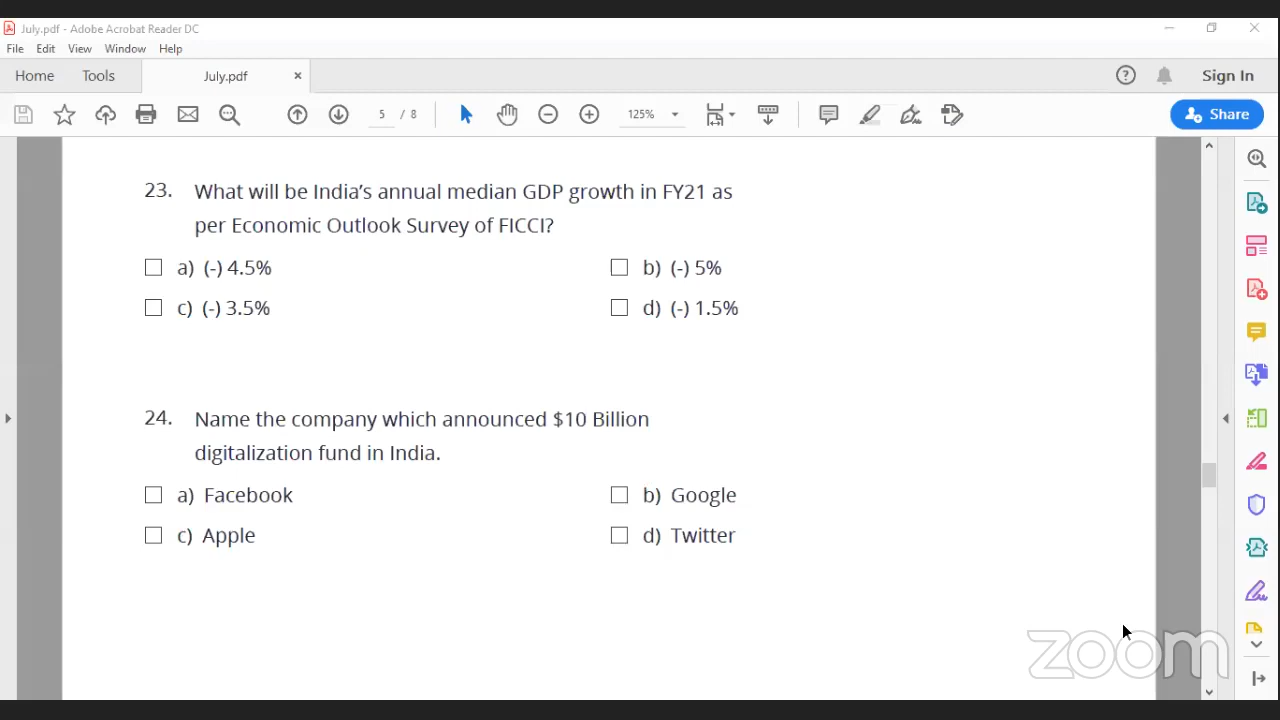 July.pdf - Adobe Acrobat Reader DC
File Edit View Window Help
Home Tools July.pdf × Sign In
5 / 8 125% Share
23. What will be India's annual median GDP growth in FY21 as
per Economic Outlook Survey of FICCI?
a) (-) 4.5% b) (-) 5%
c) (-) 3.5% d) (-) 1.5%
24. Name the company which announced $10 Billion
digitalization fund in India.
a) Facebook b) Google
c) Apple d) Twitter
zoom